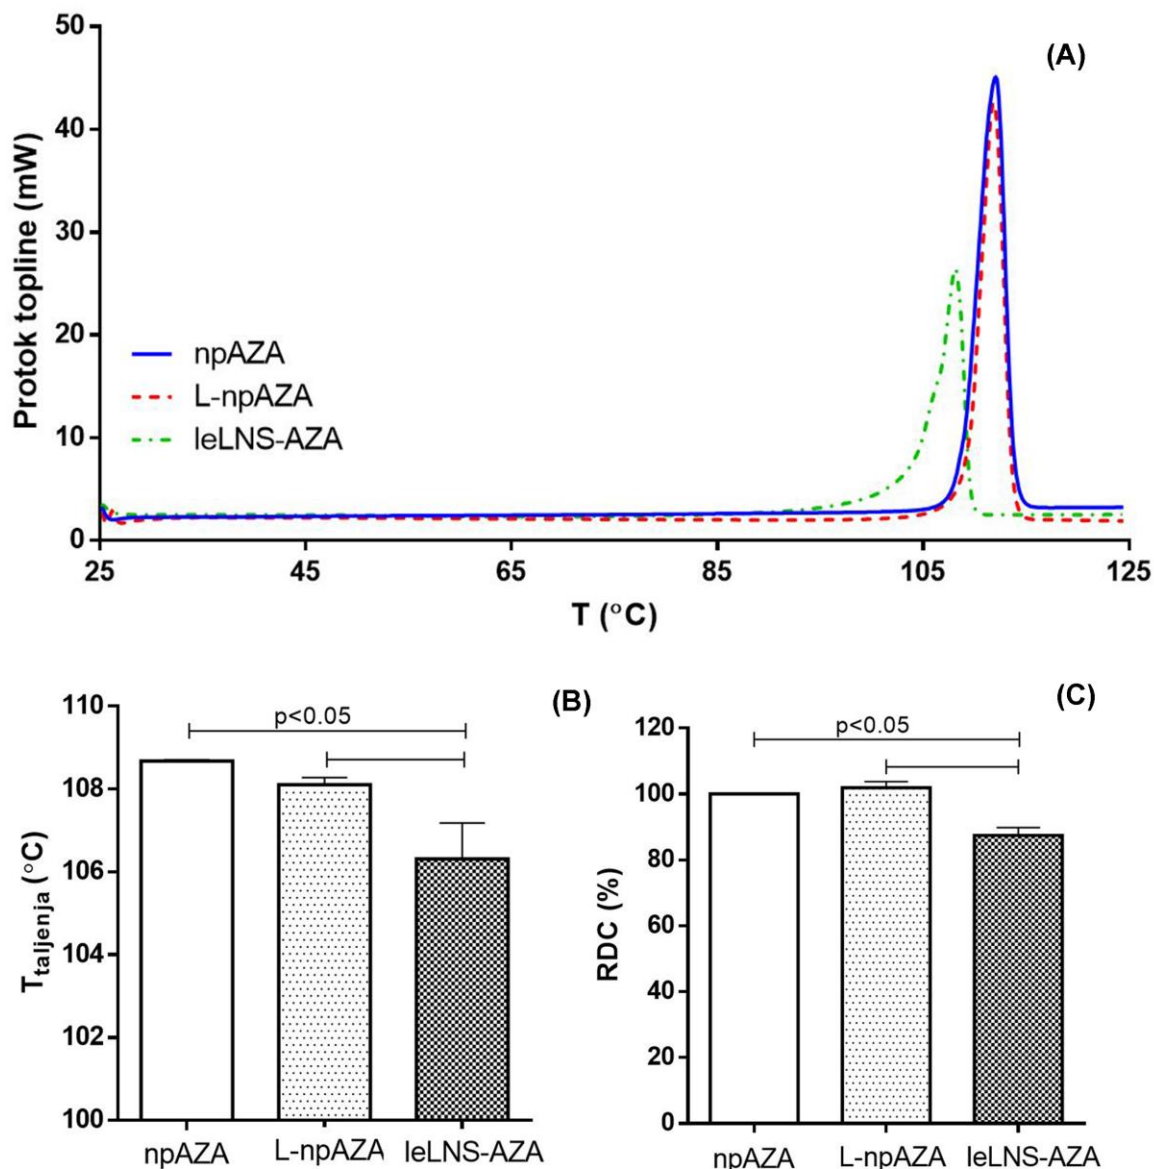 (A)
Protok topline (mW)
50
40
30
20
10
0
npAZA
L-npAZA
leLNS-AZA
25 45 65 85 105 125
T (°C)
(B)
T taljenja (°C)
110
108
106
104
102
100
p<0.05
npAZA L-npAZA leLNS-AZA
(C)
RDC (%)
120
100
80
60
40
20
0
p<0.05
npAZA L-npAZA leLNS-AZA